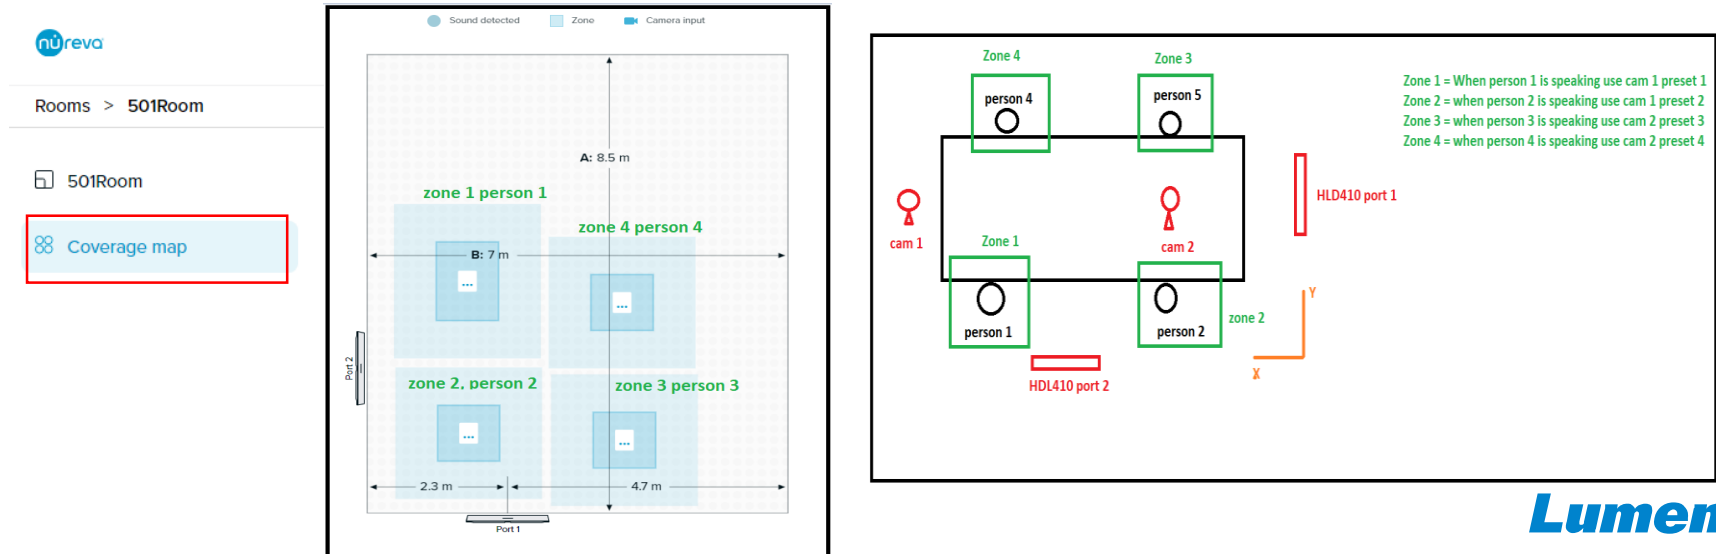 nureva
Rooms > 501Room
501Room
Coverage map
Sound detected
Zone
Camera input
A: 8.5 m
zone 1 person 1
zone 4 person 4
B: 7 m
...
...
Port 2
zone 2, person 2
zone 3 person 3
...
...
2.3 m
4.7 m
Port 1
Zone 4
Zone 3
person 4
person 5
cam 1
cam 2
HLD410 port 1
Zone 1
zone 2
person 1
person 2
HDL410 port 2
Y
X
Zone 1 = When person 1 is speaking use cam 1 preset 1
Zone 2 = when person 2 is speaking use cam 1 preset 2
Zone 3 = when person 3 is speaking use cam 2 preset 3
Zone 4 = when person 4 is speaking use cam 2 preset 4
Lumen